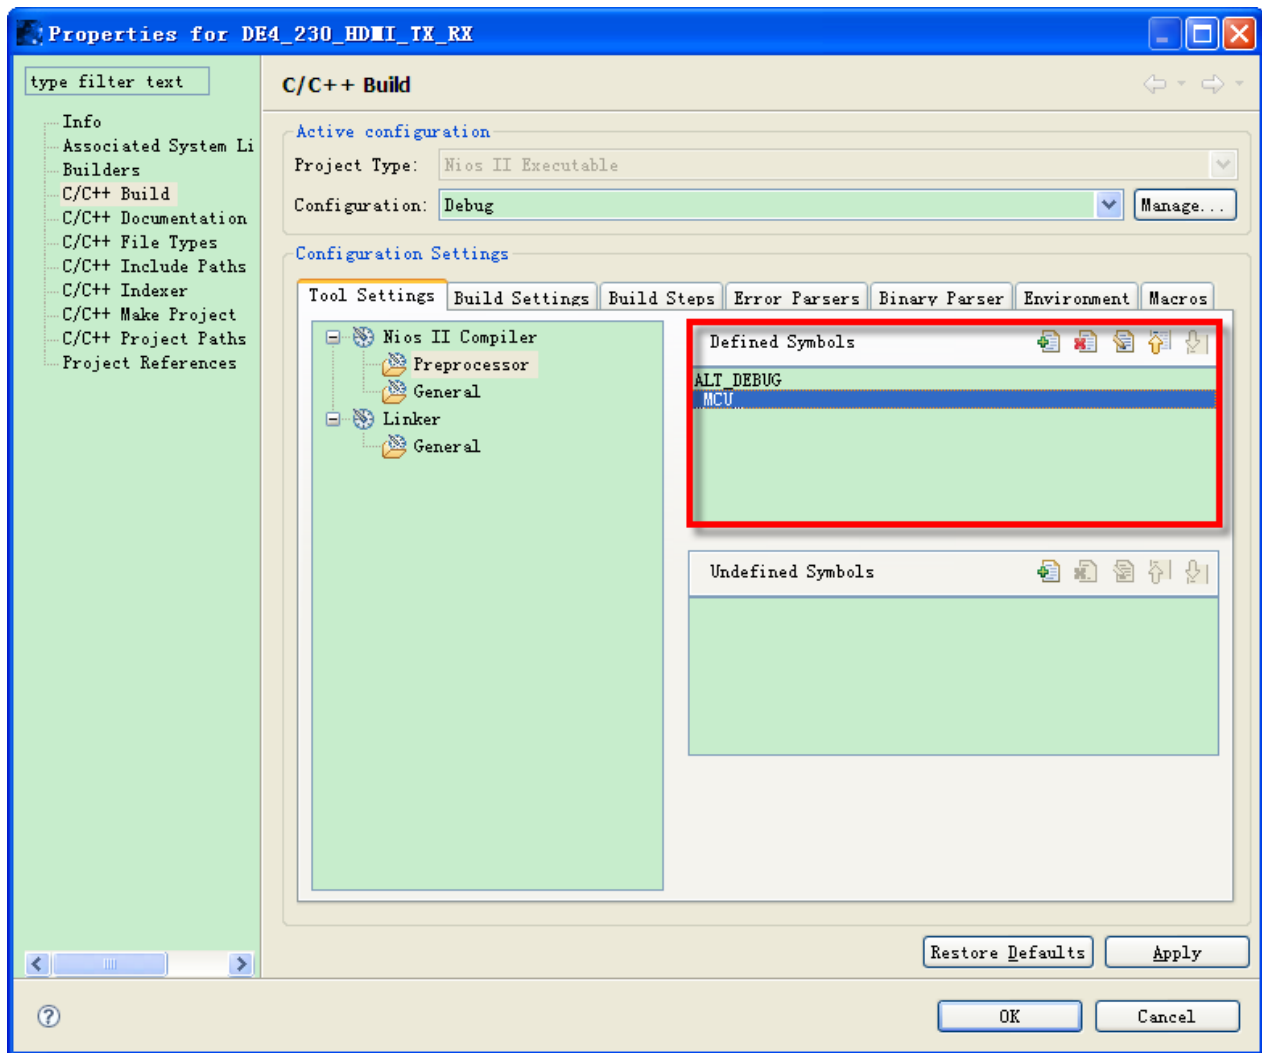 Properties for DE4_230_HDMI_TX_RX
type filter text
Info
Associated System Li
Builders
C/C++ Build
C/C++ Documentation
C/C++ File Types
C/C++ Include Paths
C/C++ Indexer
C/C++ Make Project
C/C++ Project Paths
Project References
C/C++ Build
Active configuration
Project Type: Nios II Executable
Configuration: Debug Manage...
Configuration Settings
Tool Settings Build Settings Build Steps Error Parsers Binary Parser Environment Macros
Nios II Compiler
Preprocessor
General
Linker
General
Defined Symbols
ALT_DEBUG
_MCU_
Undefined Symbols
Restore Defaults Apply
OK Cancel